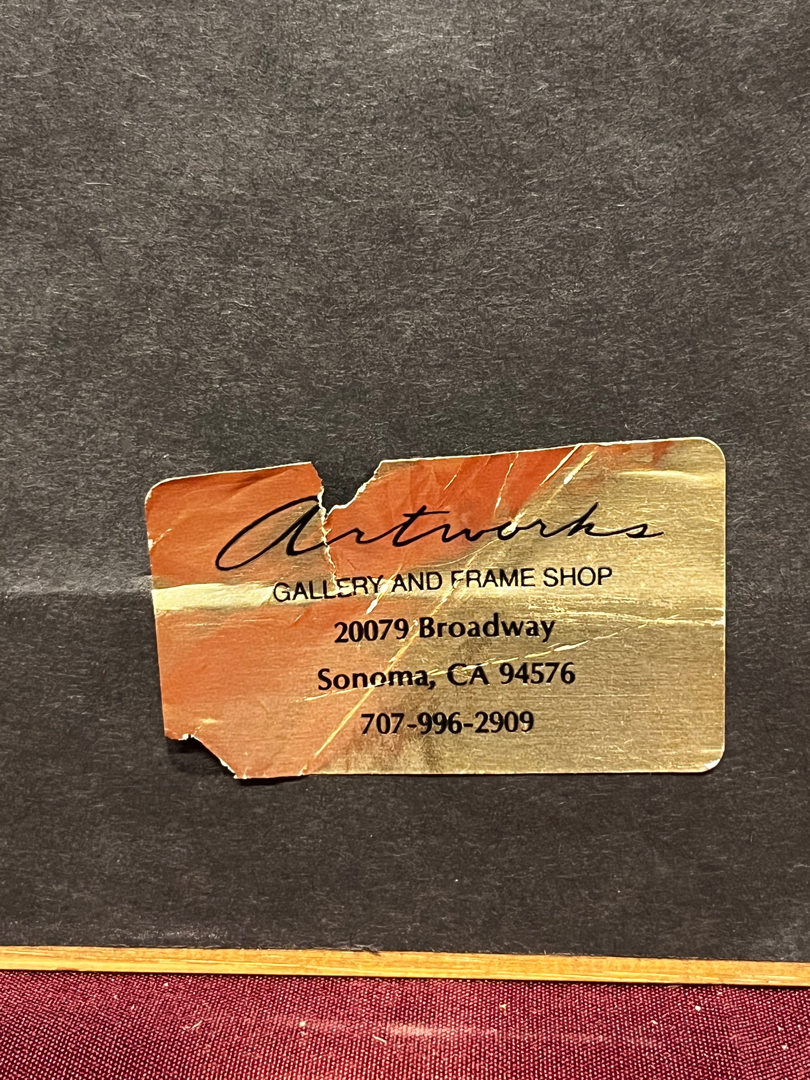 Artworks
GALLERY AND FRAME SHOP
20079 Broadway
Sonoma, CA 94576
707-996-2909